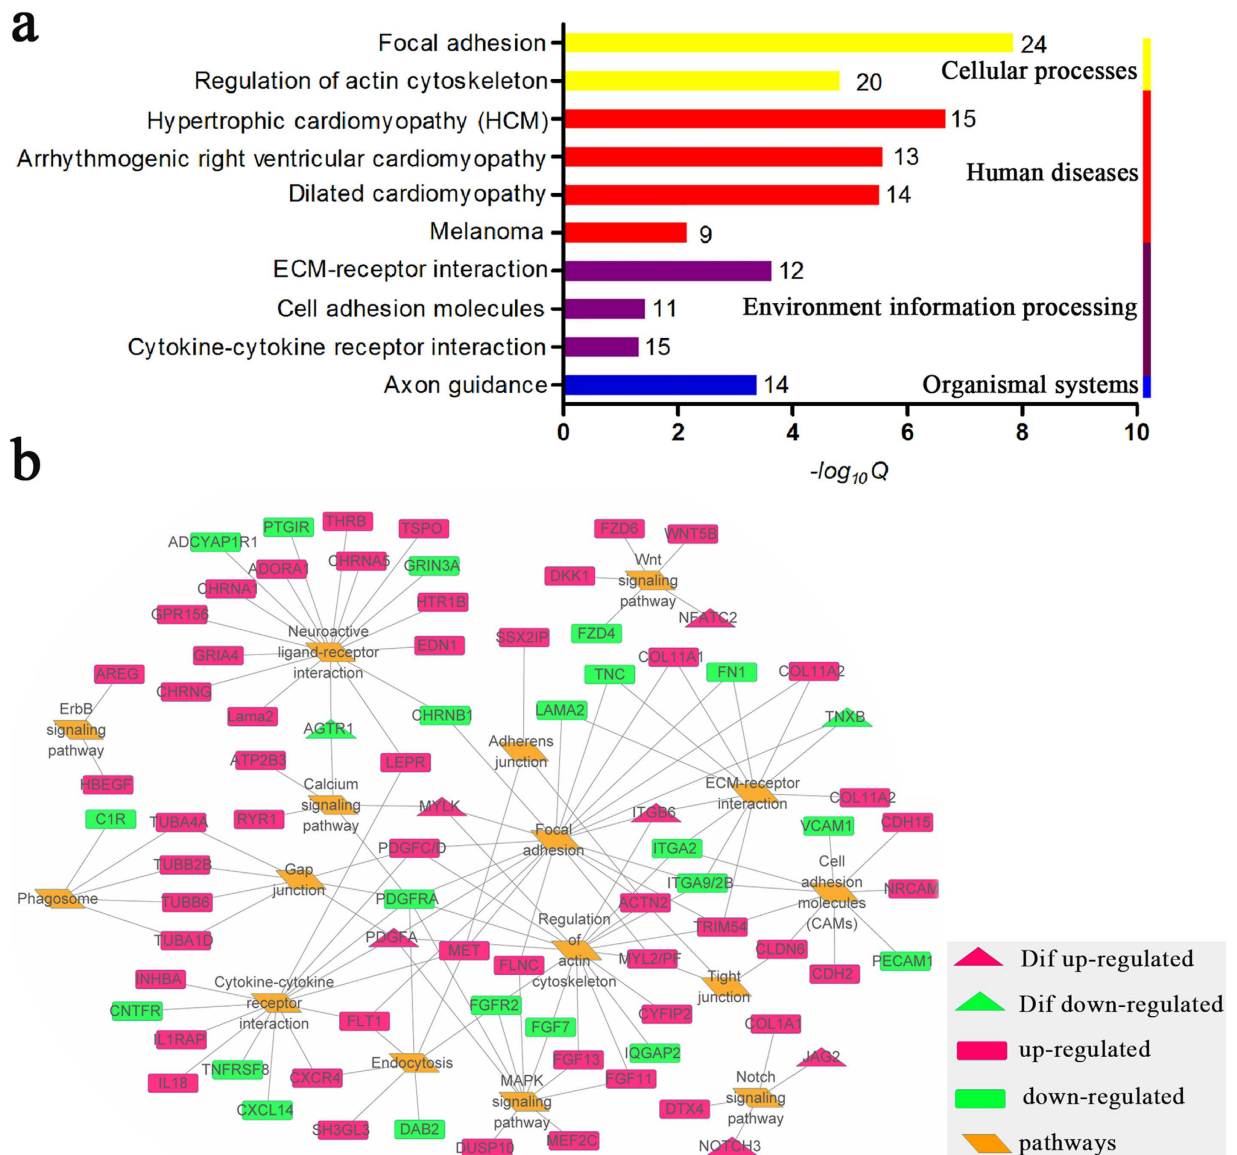 a
Focal adhesion 24
Cellular processes
Regulation of actin cytoskeleton 20
Hypertrophic cardiomyopathy (HCM) 15
Arrhythmogenic right ventricular cardiomyopathy 13
Human diseases
Dilated cardiomyopathy 14
Melanoma 9
ECM-receptor interaction 12
Cell adhesion molecules 11 Environment information processing
Cytokine-cytokine receptor interaction 15
Axon guidance 14 Organismal systems
0 2 4 6 8 10
-log10Q
b
PTGIR THRB TSPO FZD6 WNT5B
ADCYAP1R1
ADORA1 CHRNA5 GRIN3A
Wnt
signaling
pathway
DKK1
CHRNA1
HTR1B
GPR156
NFATC2
FZD4
Neuroactive
ligand-receptor
interaction
EDN1
SSX2IP
GRIA4
COL11A1
FN1
COL11A2
AREG
TNC
CHRNG
ErbB
signaling
pathway
Lama2
CHRNB1
LAMA2
TNXB
AGTR1
Adherens
junction
ATP2B3
LEPR
HBEGF
Calcium
signaling
pathway
ECM-receptor
interaction
COL11A2
C1R
TUBA4A
RYR1
MYLK
ITGB6
VCAM1
CDH15
Focal
adhesion
PDGFC/D
ITGA2
TUBB2B
Gap
junction
Cell
adhesion
molecules
(CAMs)
ITGA9/2B
NRCAM
Phagosome
TUBB6
PDGFRA
ACTN2
Regulation
of
actin
cytoskeleton
TRIM54
TUBA1D
PDGFA
MET
CLDN6
FLNC
MYL2/PF
PECAM1
INHBA
Cytokine-cytokine
receptor
interaction
Tight
junction
CDH2
CNTFR
FGFR2
CYFIP2
FLT1
FGF7
COL1A1
IL1RAP
Endocytosis
FGF13
IQGAP2
JAG2
TNFRSF8
CXCR4
FGF11
IL18
MAPK
signaling
pathway
Notch
signaling
pathway
CXCL14
DTX4
SH3GL3
DAB2
DUSP10
MEF2C
NOTCH3
Dif up-regulated
Dif down-regulated
up-regulated
down-regulated
pathways